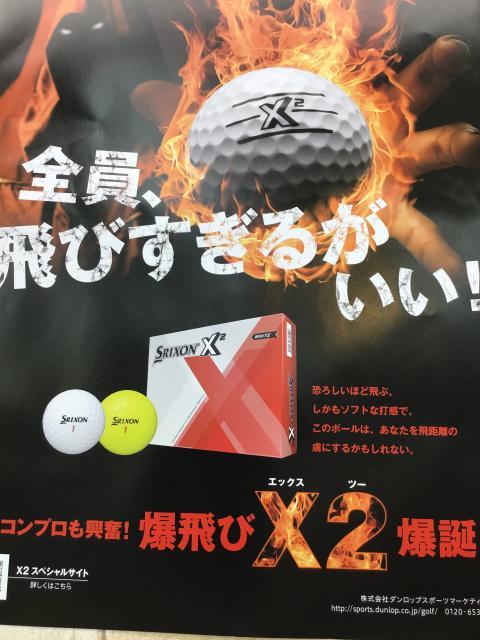 X2
全員、
飛びすぎるが
いい!
SRIXON X2
WHITE
SRIXON X
SRIXON
1
SRIXON
1
恐ろしいほど飛ぶ。
しかもソフトな打感で。
このボールは、あなたを飛距離の
虜にするかもしれない。
コンプロも興奮! 爆飛び
エックス ツー
X2
爆誕
X2 スペシャルサイト
詳しくはこちら
株式会社ダンロップスポーツマーケティ
http://sports.dunlop.co.jp/golf/ 0120-653